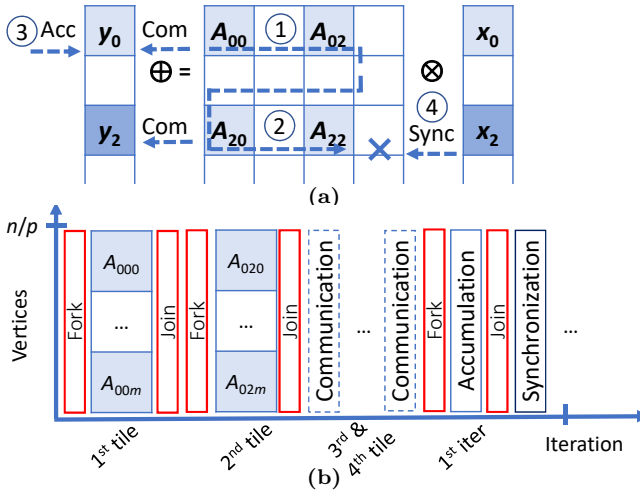 3 Acc y0 Com A00 1 A02 x0
⊕ = ⊗
y2 Com A20 2 A22 4 Sync x2
(a)
n/p
Vertices
Fork
A000
...
A00m
Join
Fork
A020
...
A02m
Join
Communication
...
Communication
Fork
Accumulation
Join
Synchronization
...
1st tile
2nd tile
3rd &
4th tile
1st iter
Iteration
(b)